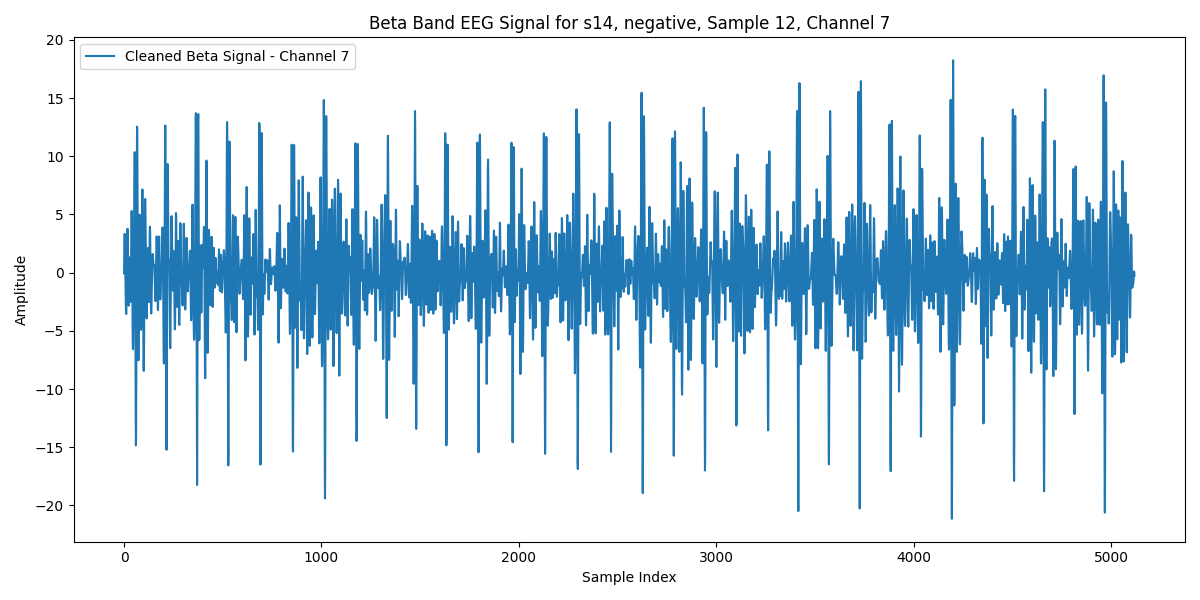 Beta Band EEG Signal for s14, negative, Sample 12, Channel 7
Cleaned Beta Signal - Channel 7
20
15
10
5
0
−5
−10
−15
−20
Amplitude
0 1000 2000 3000 4000 5000
Sample Index